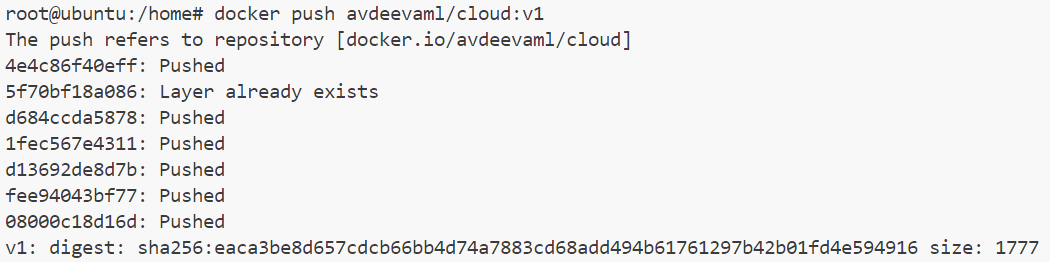 root@ubuntu:/home# docker push avdeevaml/cloud:v1
The push refers to repository [docker.io/avdeevaml/cloud]
4e4c86f40eff: Pushed
5f70bf18a086: Layer already exists
d684ccda5878: Pushed
1fec567e4311: Pushed
d13692de8d7b: Pushed
fee94043bf77: Pushed
08000c18d16d: Pushed
v1: digest: sha256:eaca3be8d657cdcb66bb4d74a7883cd68add494b61761297b42b01fd4e594916 size: 1777